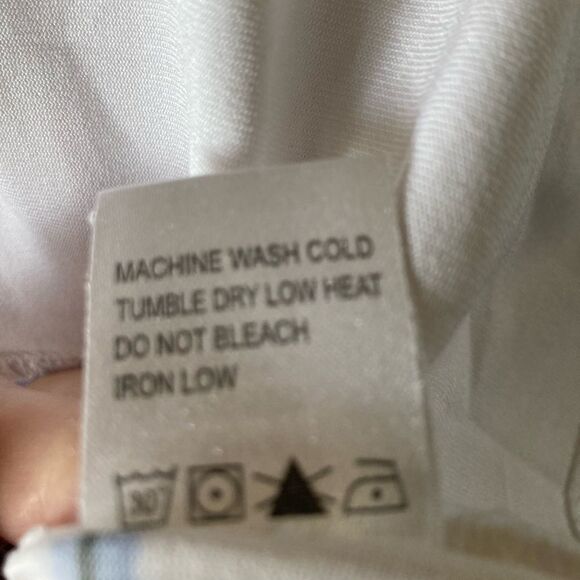 MACHINE WASH COLD
TUMBLE DRY LOW HEAT
DO NOT BLEACH
IRON LOW
30